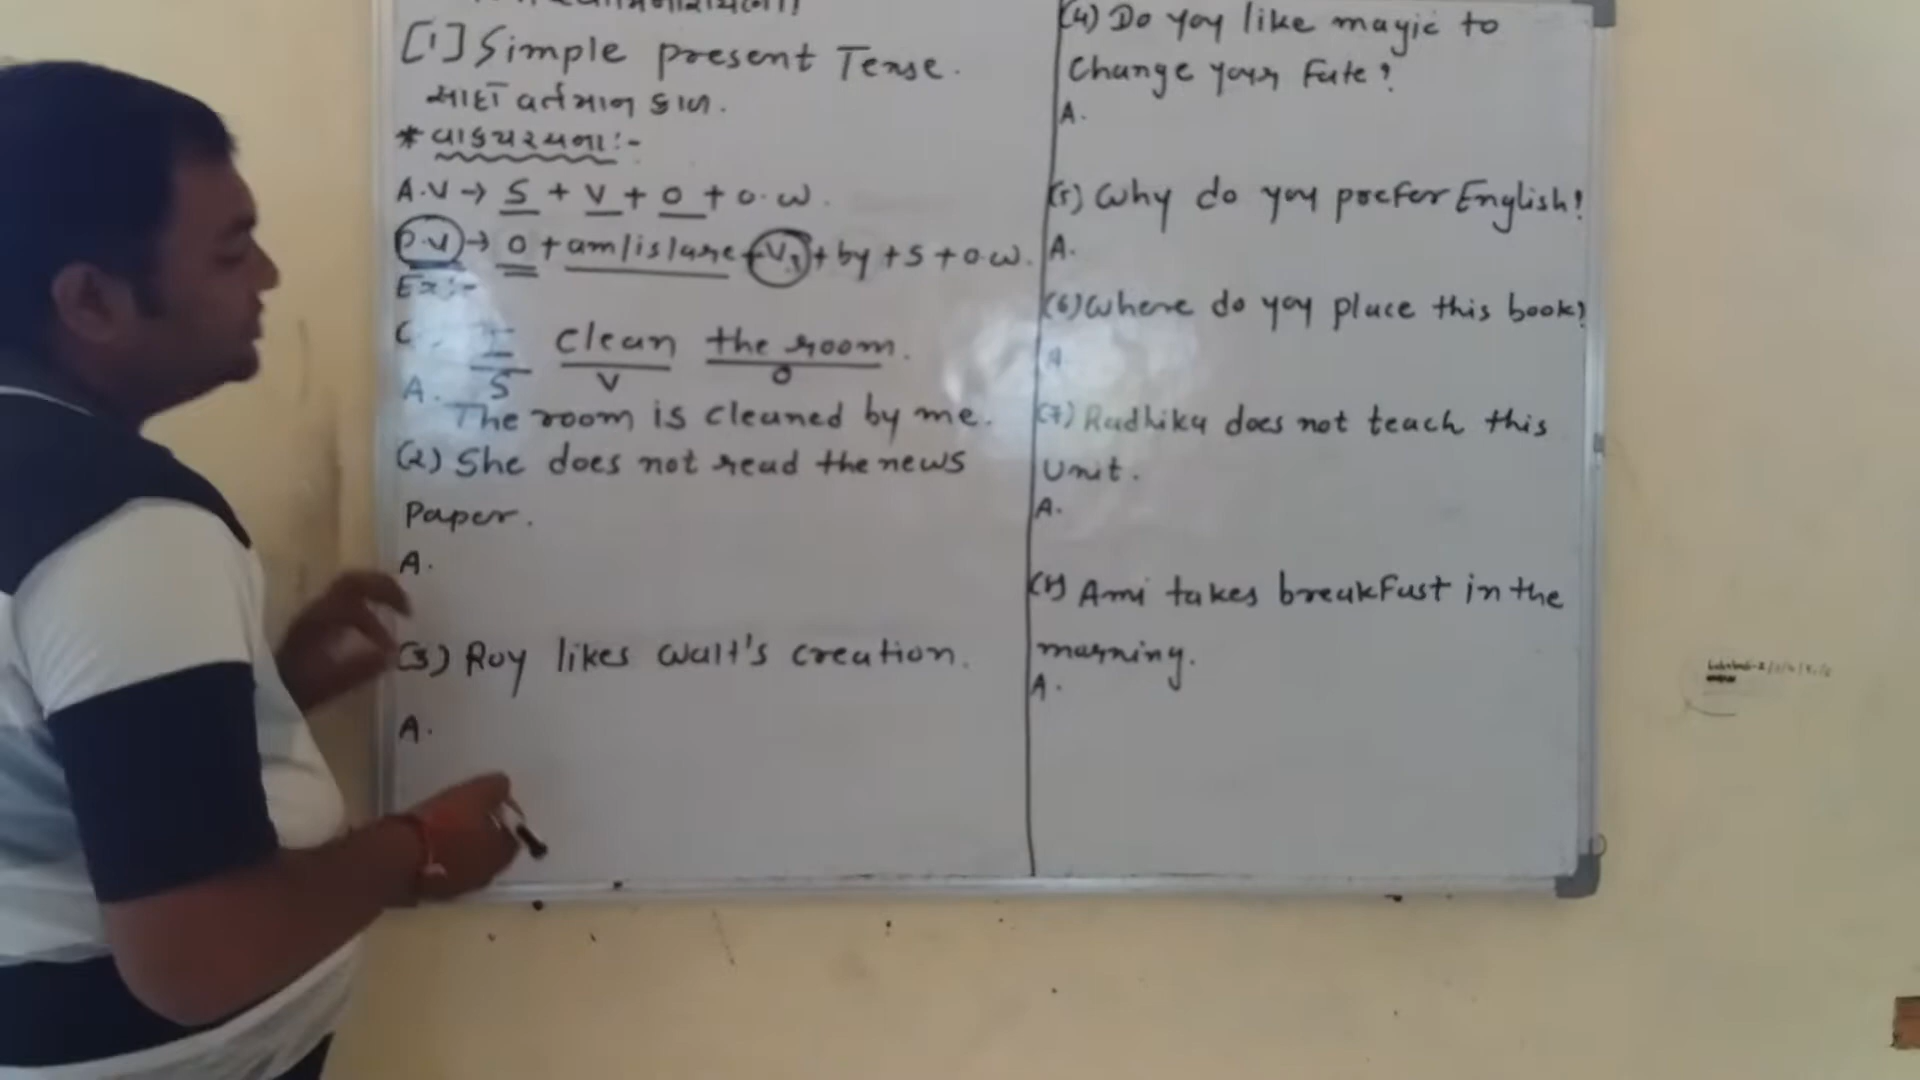 [1] Simple present Tense.
સાદો વર્તમાન કાળ.
* વાક્યરચના:-
A.V → S + V + O + O.W.
P.V → O + am/is/are + V3 + by + S + O.W.
Ex:-
I clean the room.
S V O
A.
The room is cleaned by me.
(2) She does not read the news
Paper.
A.
(3) Roy likes Walt's creation.
A.
(4) Do you like magic to
Change your Fate?
A.
(5) Why do you prefer English?
A.
(6) Where do you place this book?
A.
(7) Radhika does not teach this
Unit.
A.
(8) Ami takes breakFast in the
morning.
A.